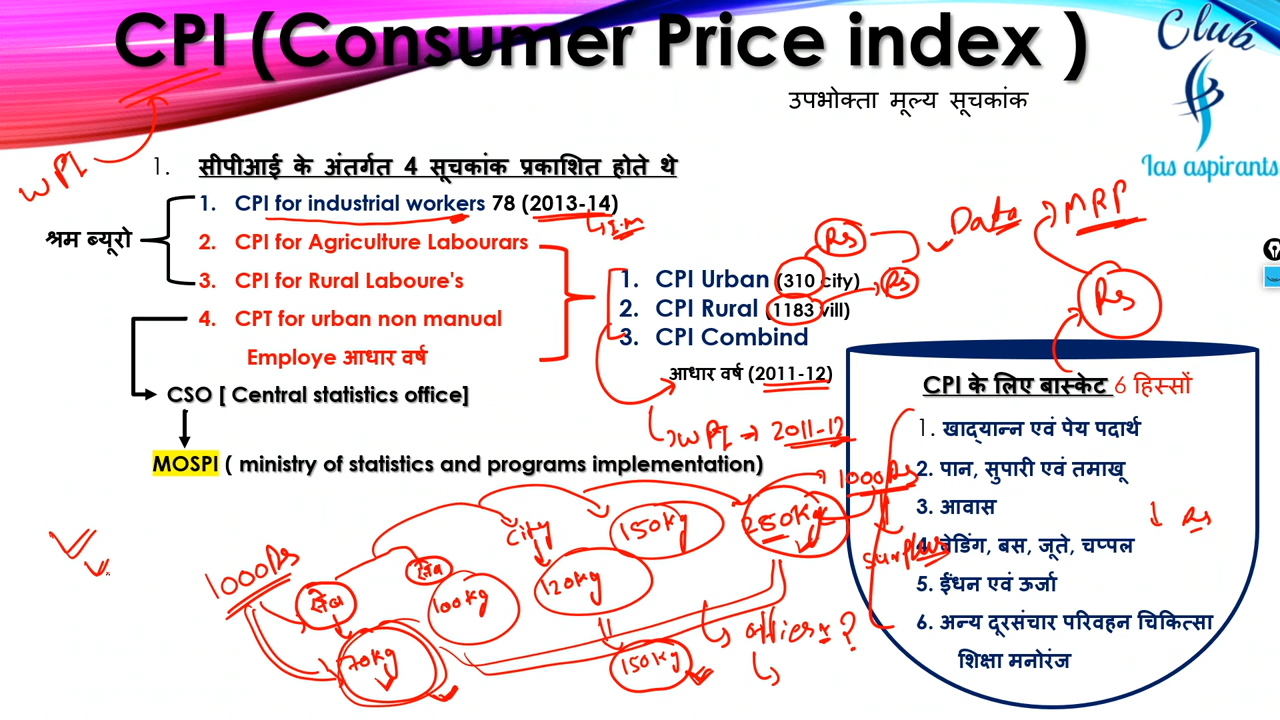 CPI (Consumer Price index )
Club
Ias aspirants
उपभोक्ता मूल्य सूचकांक
WPI
1. सीपीआई के अंतर्गत 4 सूचकांक प्रकाशित होते थे
श्रम ब्यूरो
1. CPI for industrial workers 78 (2013-14)
2. CPI for Agriculture Labourars
3. CPI for Rural Laboure's
4. CPT for urban non manual
Employe आधार वर्ष
CSO [ Central statistics office]
MOSPI ( ministry of statistics and programs implementation)
1. CPI Urban (310 city)
2. CPI Rural (1183 vill)
3. CPI Combind
आधार वर्ष (2011-12)
WPI → 2011-12
Rs
Rs
Data
MRP
Rs
CPI के लिए बास्केट 6 हिस्सों
1. खाद्यान्न एवं पेय पदार्थ
2. पान, सुपारी एवं तमाखू
3. आवास
4. बेडिंग, बस, जूते, चप्पल
5. ईंधन एवं ऊर्जा
6. अन्य दूरसंचार परिवहन चिकित्सा
शिक्षा मनोरंज
Rs
1000Rs
Surplus
1000Rs
सेब
70kg
सेब
100kg
City
120kg
150kg
150kg
250kg